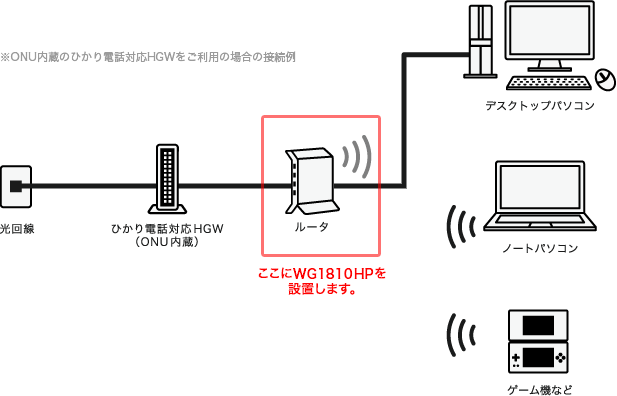 ※ONU内蔵のひかり電話対応HGWをご利用の場合の接続例
デスクトップパソコン
光回線
ひかり電話対応HGW
（ONU内蔵）
ルータ
ノートパソコン
ここにWG1810HPを
設置します。
ゲーム機など